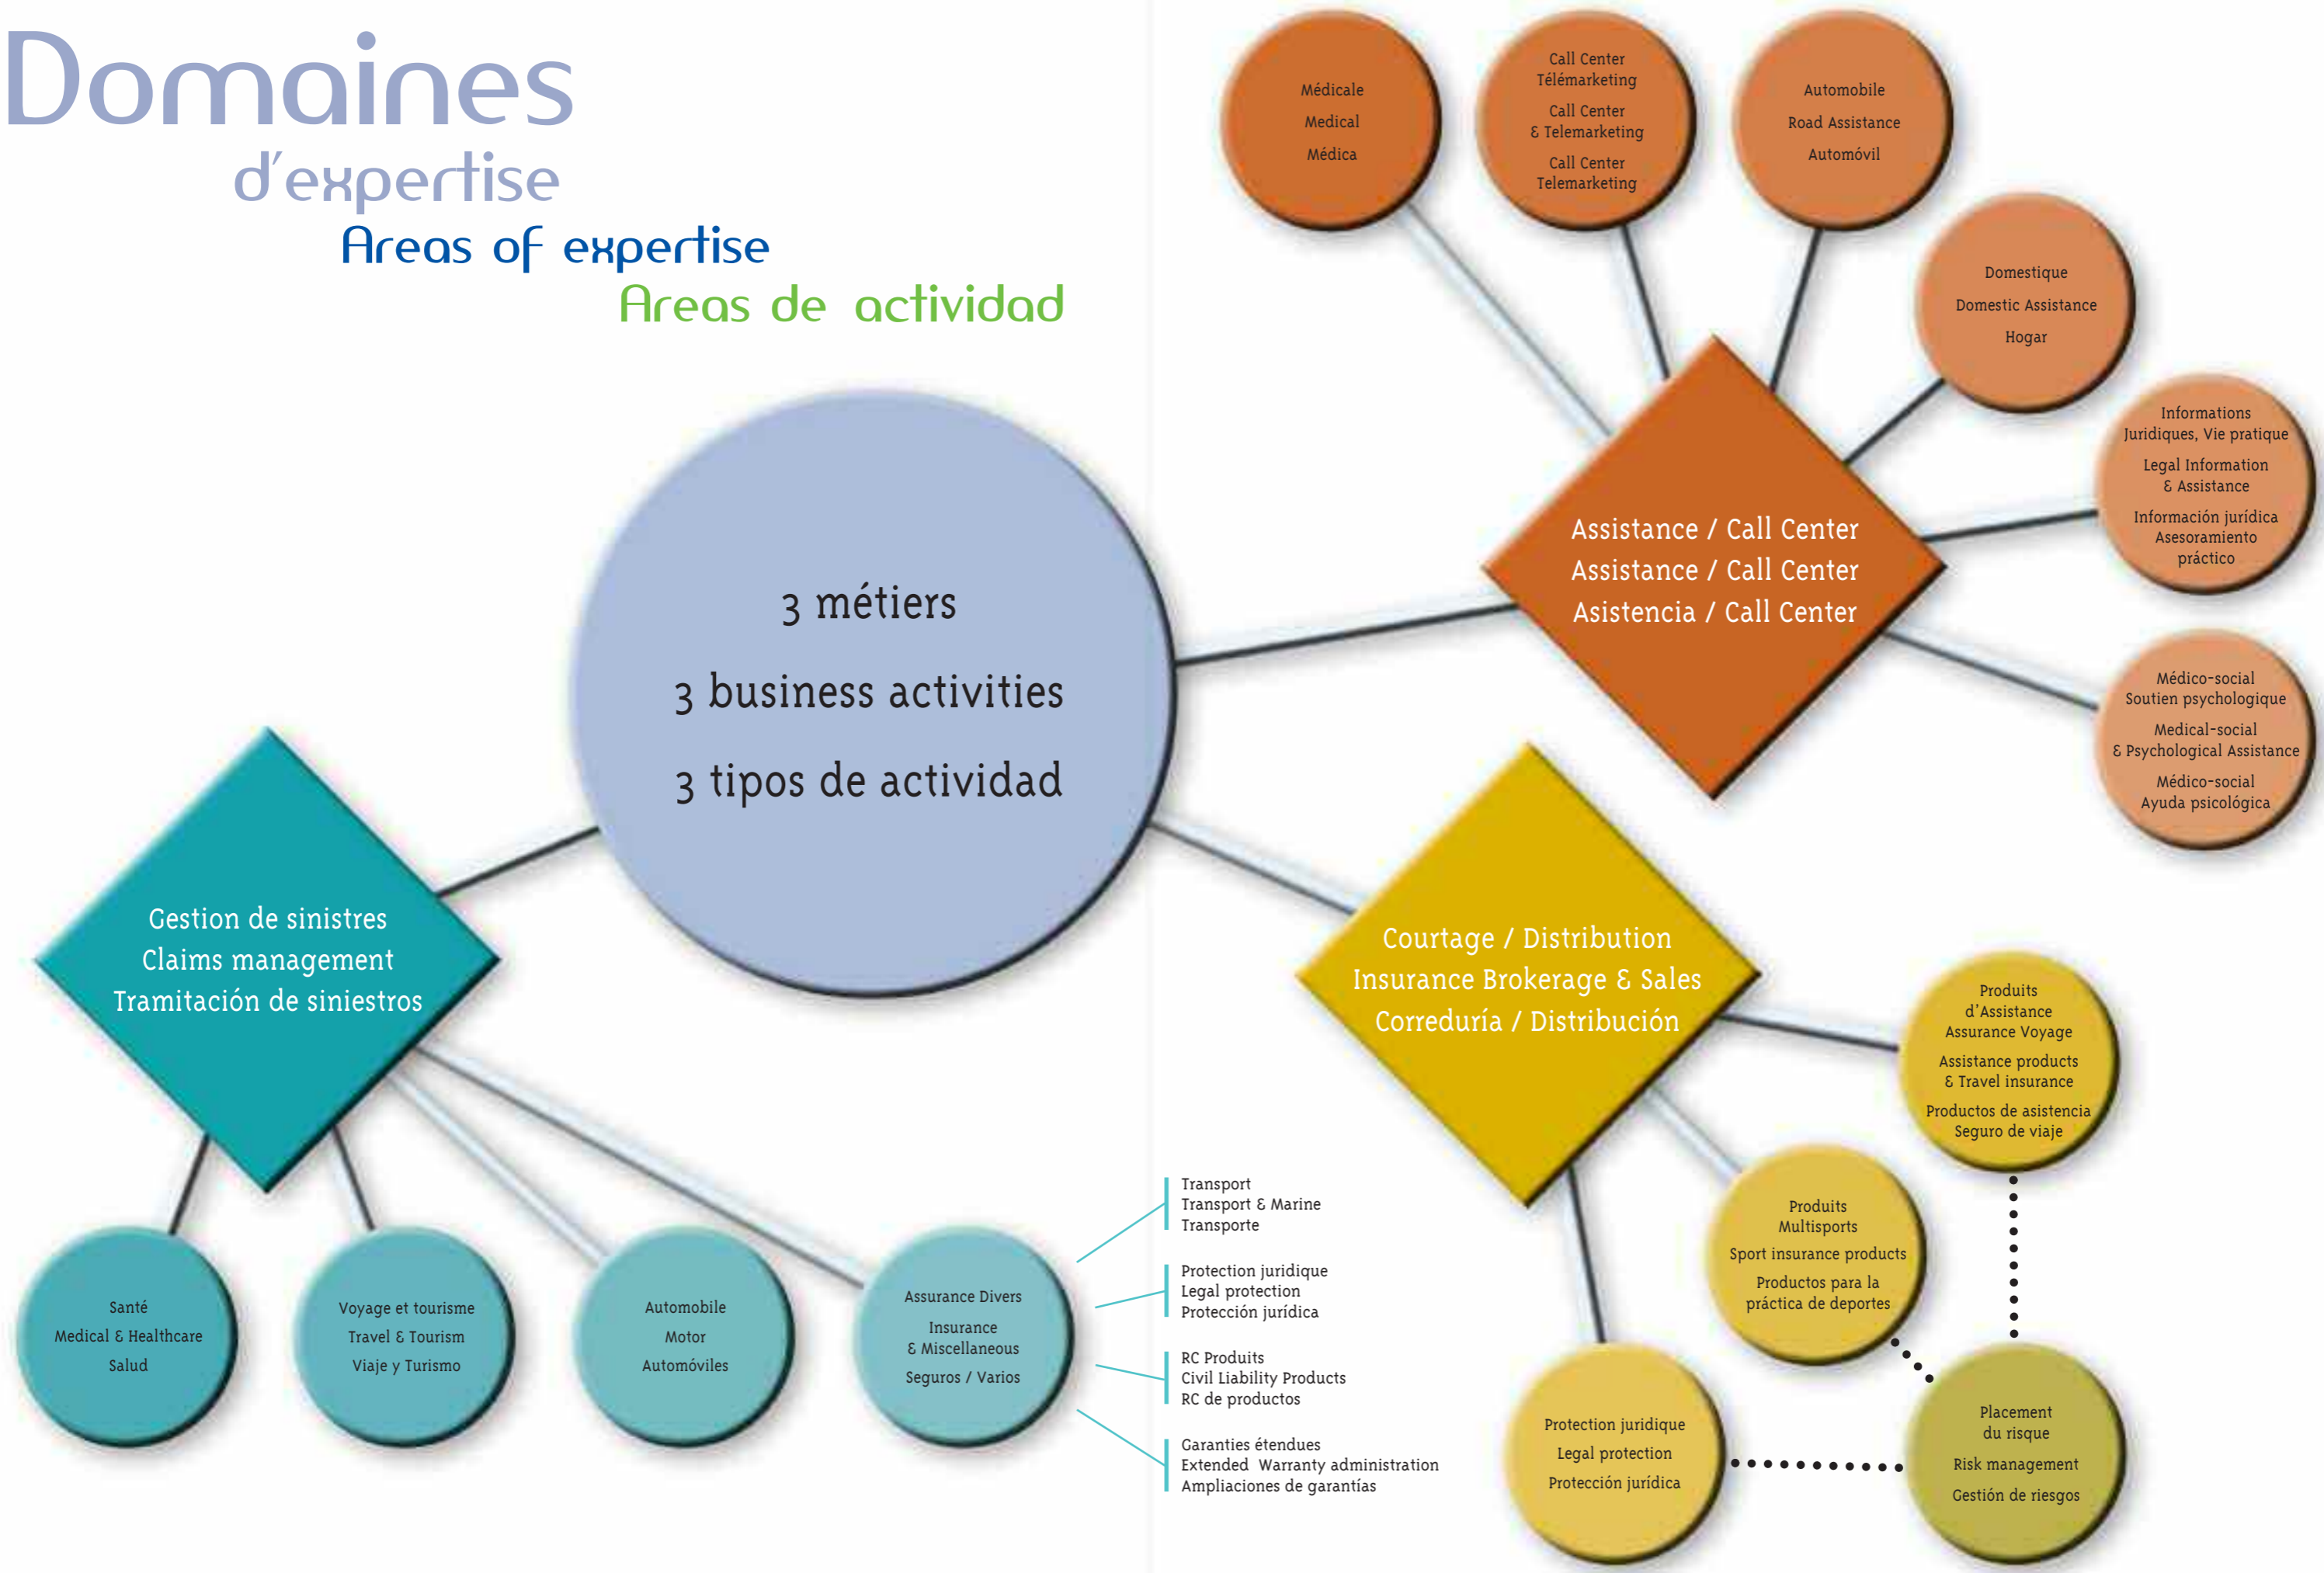 Domaines
d'expertise
Areas of expertise
Areas de actividad
Médicale
Medical
Médica
Call Center
Télémarketing
Call Center
& Telemarketing
Call Center
Telemarketing
Automobile
Road Assistance
Automóvil
Domestique
Domestic Assistance
Hogar
Informations
Juridiques, Vie pratique
Legal Information
& Assistance
Información jurídica
Asesoramiento
práctico
Médico-social
Soutien psychologique
Medical-social
& Psychological Assistance
Médico-social
Ayuda psicológica
Assistance / Call Center
Assistance / Call Center
Asistencia / Call Center
3 métiers
3 business activities
3 tipos de actividad
Gestion de sinistres
Claims management
Tramitación de siniestros
Courtage / Distribution
Insurance Brokerage & Sales
Correduría / Distribución
Produits
d'Assistance
Assurance Voyage
Assistance products
& Travel insurance
Productos de asistencia
Seguro de viaje
Produits
Multisports
Sport insurance products
Productos para la
práctica de deportes
Protection juridique
Legal protection
Protección jurídica
Placement
du risque
Risk management
Gestión de riesgos
Santé
Medical & Healthcare
Salud
Voyage et tourisme
Travel & Tourism
Viaje y Turismo
Automobile
Motor
Automóviles
Assurance Divers
Insurance
& Miscellaneous
Seguros / Varios
Transport
Transport & Marine
Transporte
Protection juridique
Legal protection
Protección jurídica
RC Produits
Civil Liability Products
RC de productos
Garanties étendues
Extended Warranty administration
Ampliaciones de garantías